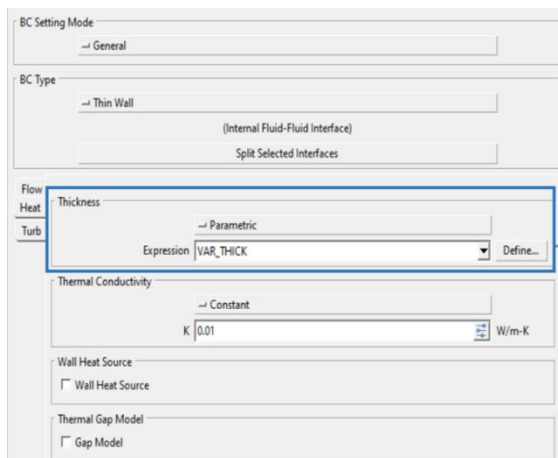 BC Setting Mode
General
BC Type
Thin Wall
(Internal Fluid-Fluid Interface)
Split Selected Interfaces
Flow
Heat
Turb
Thickness
Parametric
Expression VAR_THICK Define...
Thermal Conductivity
Constant
K 0.01 W/m-K
Wall Heat Source
Wall Heat Source
Thermal Gap Model
Gap Model